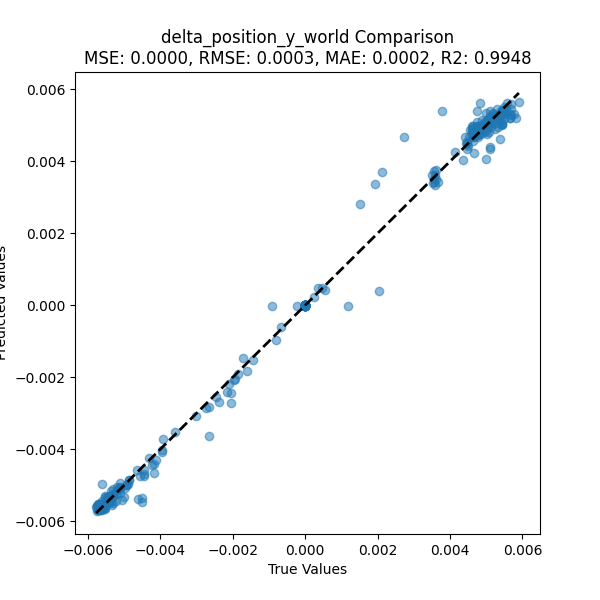 delta_position_y_world Comparison
MSE: 0.0000, RMSE: 0.0003, MAE: 0.0002, R2: 0.9948
0.006
0.004
0.002
0.000
−0.002
−0.004
−0.006
Predicted Values
−0.006 −0.004 −0.002 0.000 0.002 0.004 0.006
True Values